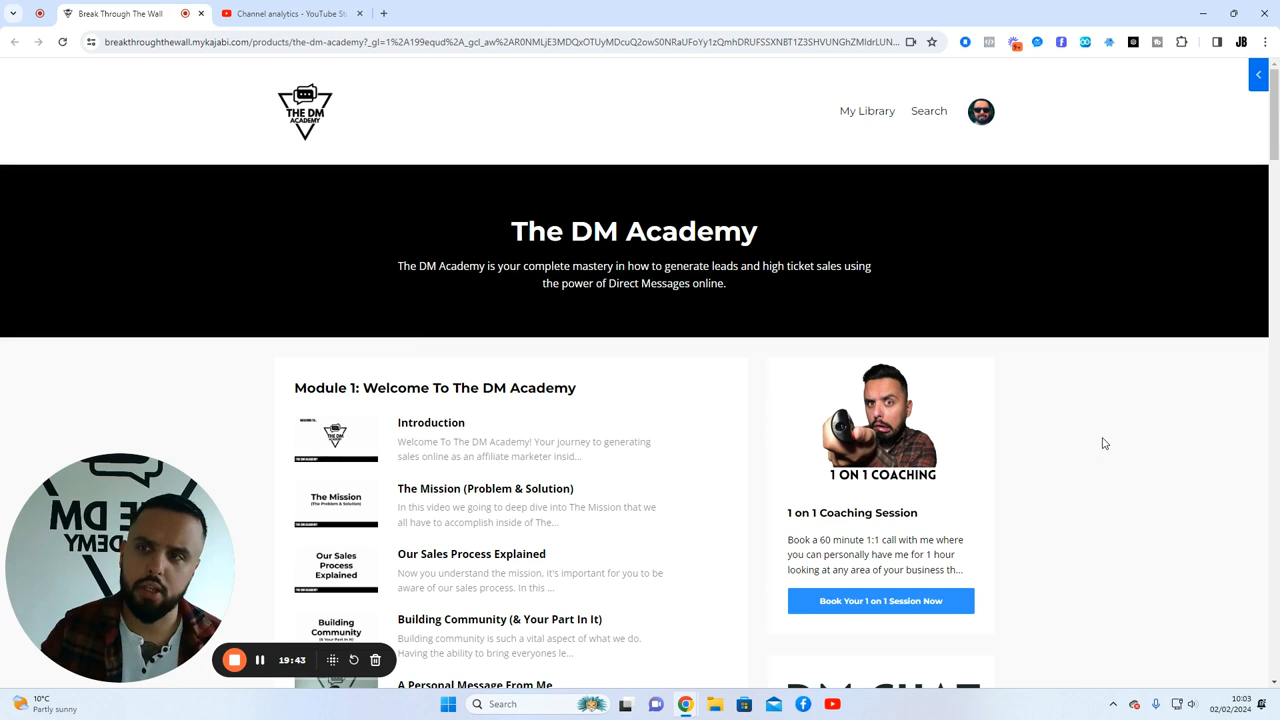 Break Through The Wall
Channel analytics - YouTube St
breakthroughthewall.mykajabi.com/products/the-dm-academy?_gl=1%2A199equd%2A_gcl_aw%2AR0NMLjE3MDQxOTUyMDcuQ2owS0NRaUFoYy1zQmhDRUFSSXNBT1Z3SHVUNGhZMldrLUN...
9+
JB
THE DM
ACADEMY
My Library
Search
The DM Academy
The DM Academy is your complete mastery in how to generate leads and high ticket sales using
the power of Direct Messages online.
Module 1: Welcome To The DM Academy
Introduction
Welcome To The DM Academy! Your journey to generating
sales online as an affiliate marketer insid...
The Mission
(The Problem & Solution)
The Mission (Problem & Solution)
In this video we going to deep dive into The Mission that we
all have to accomplish inside of The...
Our Sales
Process
Explained
Our Sales Process Explained
Now you understand the mission, it's important for you to be
aware of our sales process. In this ...
Building
Community
(& Your Part In It)
Building Community (& Your Part In It)
Building community is such a vital aspect of what we do.
Having the ability to bring everyones le...
A Personal Message From Me
1 ON 1 COACHING
1 on 1 Coaching Session
Book a 60 minute 1:1 call with me where
you can personally have me for 1 hour
looking at any area of your business th...
Book Your 1 on 1 Session Now
DM CHAT
19:43
10°C
Partly sunny
Search
10:03
02/02/2024